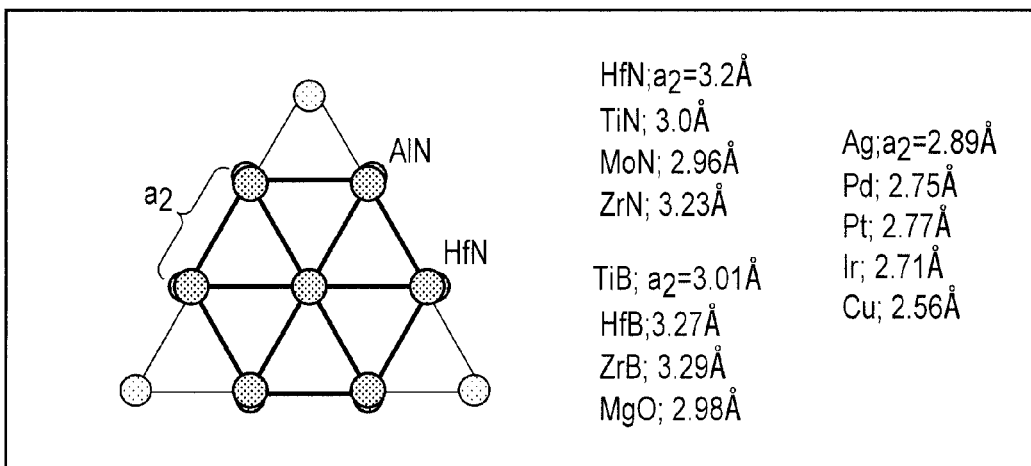 a2
AlN
HfN
HfN;a2=3.2Å
TiN; 3.0Å
MoN; 2.96Å
ZrN; 3.23Å
TiB; a2=3.01Å
HfB;3.27Å
ZrB; 3.29Å
MgO; 2.98Å
Ag;a2=2.89Å
Pd; 2.75Å
Pt; 2.77Å
Ir; 2.71Å
Cu; 2.56Å